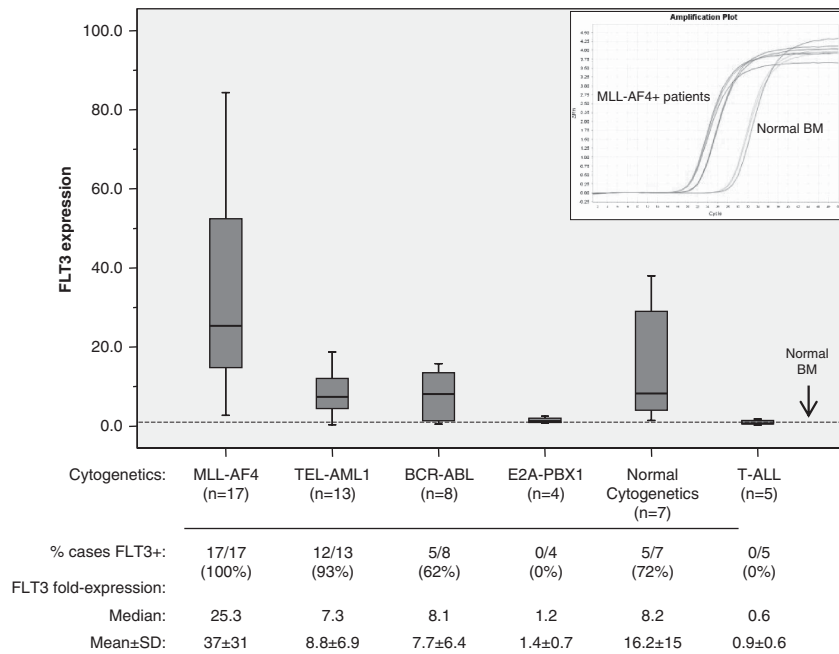 Amplification Plot
MLL-AF4+ patients
Normal BM
Cycle
FLT3 expression
100.0
80.0
60.0
40.0
20.0
0.0
Normal
BM
Cytogenetics: MLL-AF4 TEL-AML1 BCR-ABL E2A-PBX1 Normal T-ALL
(n=17) (n=13) (n=8) (n=4) Cytogenetics (n=5)
(n=7)
% cases FLT3+: 17/17 12/13 5/8 0/4 5/7 0/5
(100%) (93%) (62%) (0%) (72%) (0%)
FLT3 fold-expression:
Median: 25.3 7.3 8.1 1.2 8.2 0.6
Mean±SD: 37±31 8.8±6.9 7.7±6.4 1.4±0.7 16.2±15 0.9±0.6